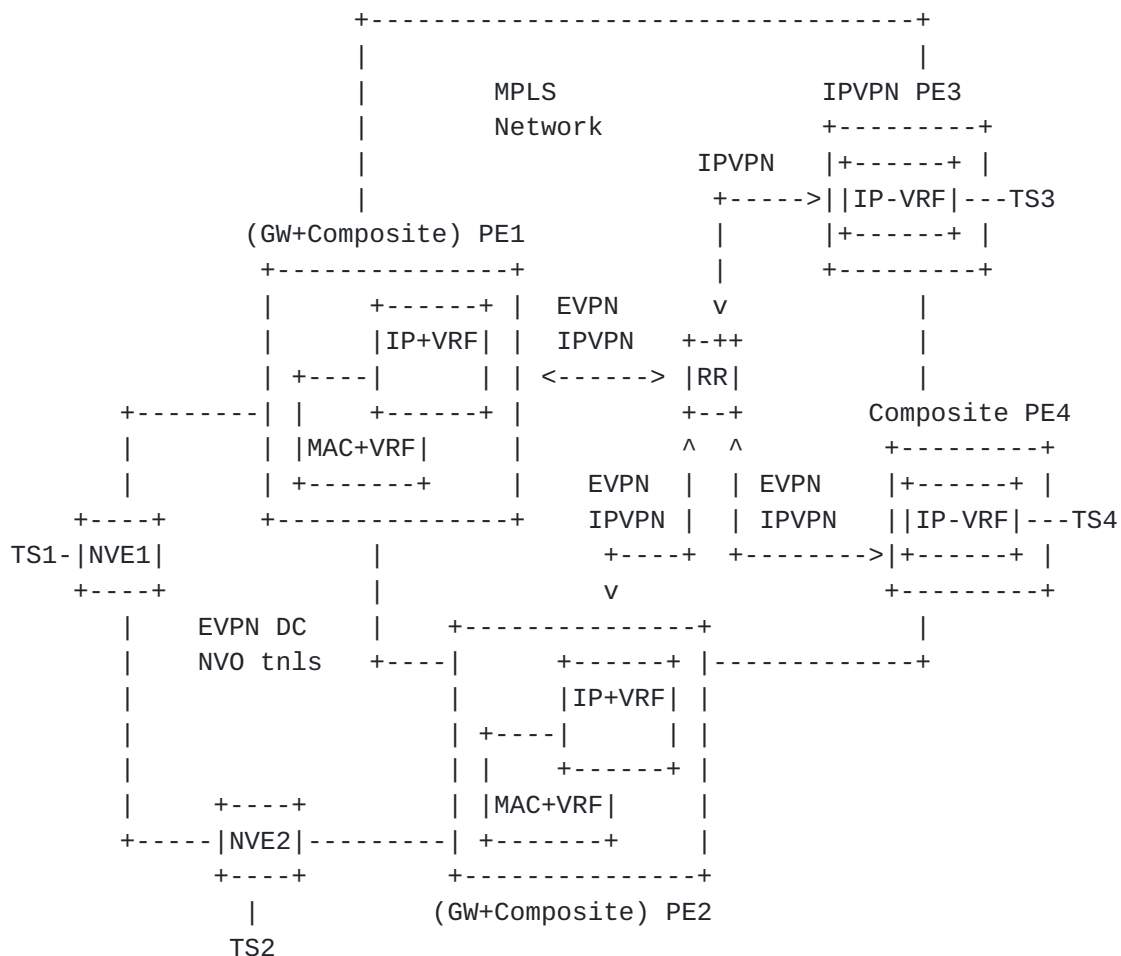 MPLS IPVPN PE3
Network
IPVPN
IP-VRF ---TS3
(GW+Composite) PE1
EVPN
IP+VRF IPVPN
RR
Composite PE4
MAC+VRF
EVPN EVPN
IPVPN IPVPN IP-VRF ---TS4
TS1- NVE1
EVPN DC
NVO tnls
IP+VRF
MAC+VRF
NVE2
(GW+Composite) PE2
TS2